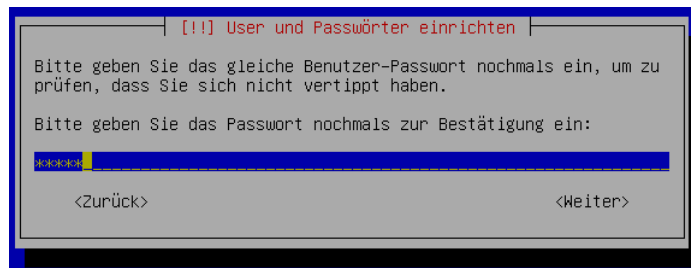 [!!] User und Passwörter einrichten
Bitte geben Sie das gleiche Benutzer-Passwort nochmals ein, um zu
prüfen, dass Sie sich nicht vertippt haben.
Bitte geben Sie das Passwort nochmals zur Bestätigung ein:
*****
<Zurück> <Weiter>